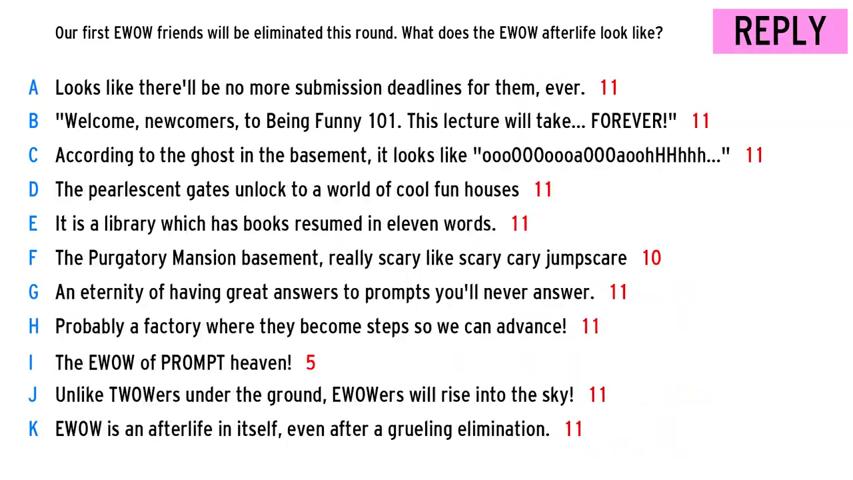 Our first EWOW friends will be eliminated this round. What does the EWOW afterlife look like?
REPLY
A Looks like there'll be no more submission deadlines for them, ever. 11
B "Welcome, newcomers, to Being Funny 101. This lecture will take... FOREVER!" 11
C According to the ghost in the basement, it looks like "oooOOOoooaOOOaoohHHhhh..." 11
D The pearlescent gates unlock to a world of cool fun houses 11
E It is a library which has books resumed in eleven words. 11
F The Purgatory Mansion basement, really scary like scary cary jumpscare 10
G An eternity of having great answers to prompts you'll never answer. 11
H Probably a factory where they become steps so we can advance! 11
I The EWOW of PROMPT heaven! 5
J Unlike TWOWers under the ground, EWOWers will rise into the sky! 11
K EWOW is an afterlife in itself, even after a grueling elimination. 11